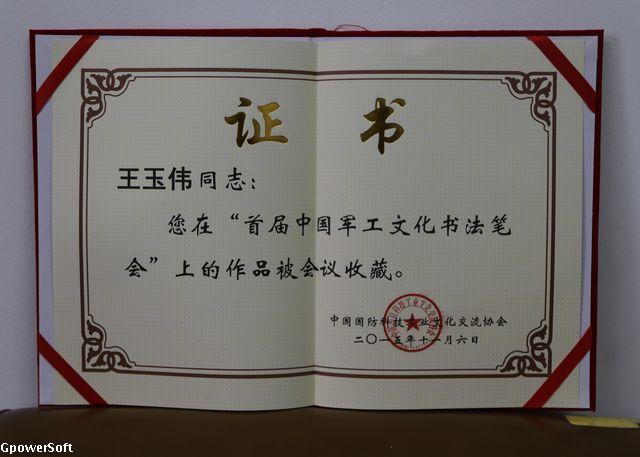 证 书
王玉伟同志：
您在“首届中国军工文化书法笔
会”上的作品被会议收藏。
中国国防科技工业文化交流协会
二〇一五年十一月六日
GpowerSoft